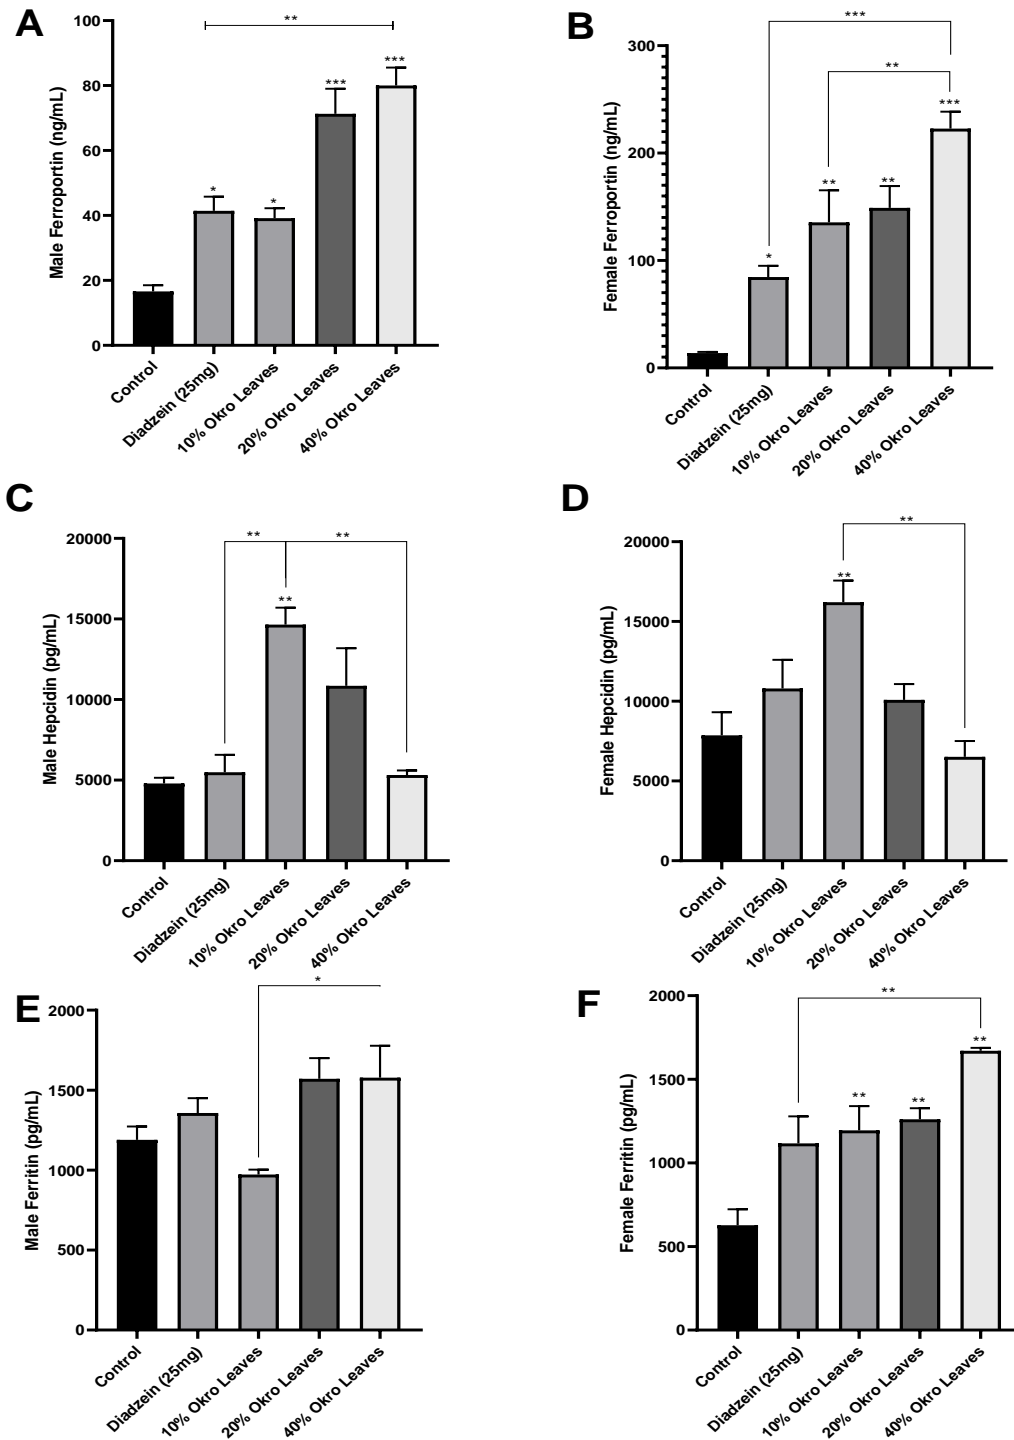 A
Male Ferroportin (ng/mL)
100
80
60
40
20
0
**
*
*
***
***
Control
Diadzein (25mg)
10% Okro Leaves
20% Okro Leaves
40% Okro Leaves
B
Female Ferroportin (ng/mL)
300
200
100
0
***
**
*
**
**
***
Control
Diadzein (25mg)
10% Okro Leaves
20% Okro Leaves
40% Okro Leaves
C
Male Hepcidin (pg/mL)
20000
15000
10000
5000
0
**
**
**
Control
Diadzein (25mg)
10% Okro Leaves
20% Okro Leaves
40% Okro Leaves
D
Female Hepcidin (pg/mL)
20000
15000
10000
5000
0
**
**
Control
Diadzein (25mg)
10% Okro Leaves
20% Okro Leaves
40% Okro Leaves
E
Male Ferritin (pg/mL)
2000
1500
1000
500
0
*
Control
Diadzein (25mg)
10% Okro Leaves
20% Okro Leaves
40% Okro Leaves
F
Female Ferritin (pg/mL)
2000
1500
1000
500
0
**
**
**
**
Control
Diadzein (25mg)
10% Okro Leaves
20% Okro Leaves
40% Okro Leaves